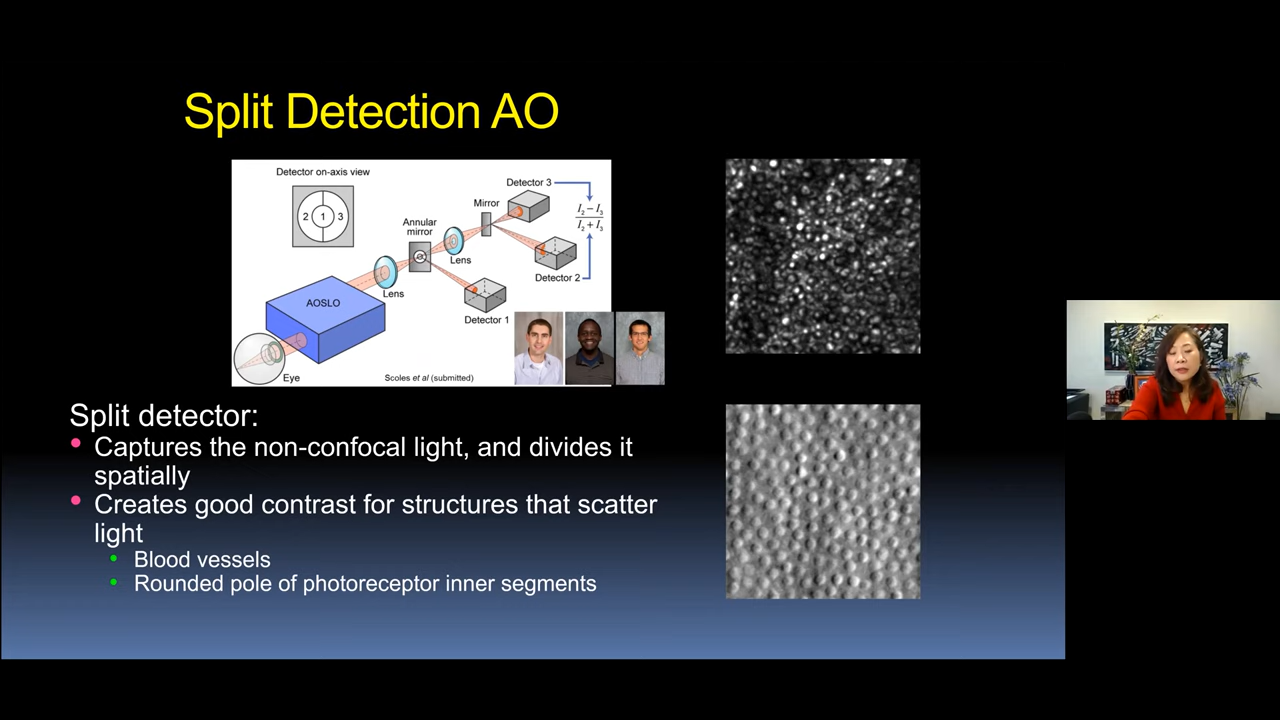 Split Detection AO
Detector on-axis view
2 1 3
Detector 3
Mirror
I2 – I3
I2 + I3
Annular
mirror
Lens
Detector 2
Lens
AOSLO
Detector 1
Eye
Scoles et al (submitted)
Split detector:
• Captures the non-confocal light, and divides it
spatially
• Creates good contrast for structures that scatter
light
• Blood vessels
• Rounded pole of photoreceptor inner segments